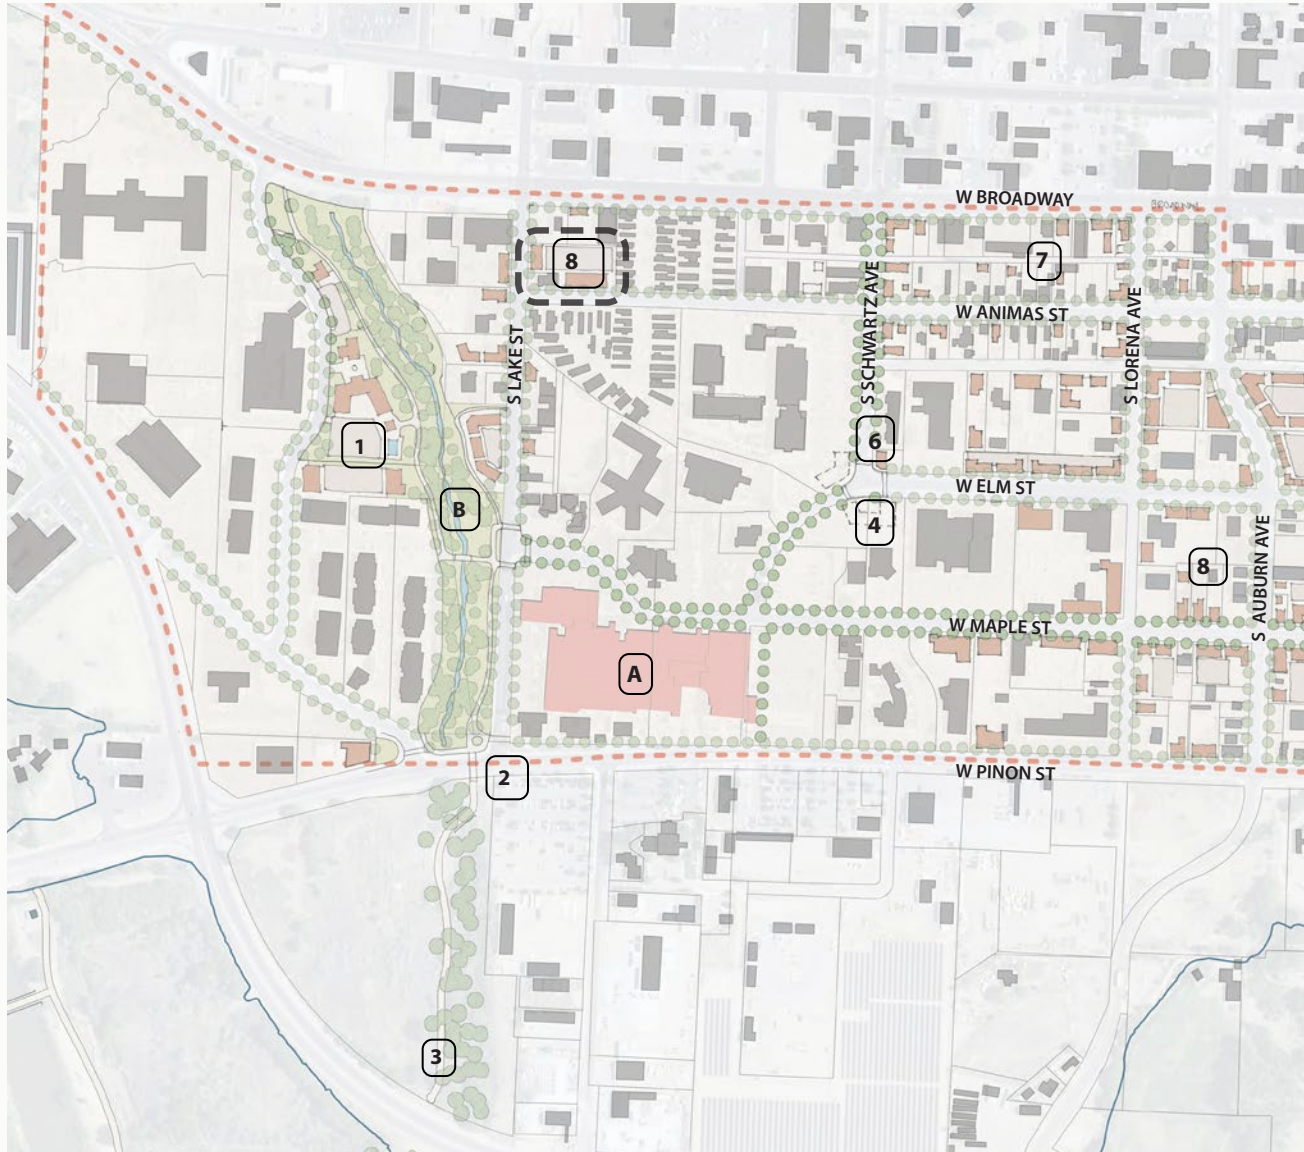 W BROADWAY
BROADWAY
8
7
S SCHWARTZ AVE
W ANIMAS ST
S LORENA AVE
S LAKE ST
1
6
W ELM ST
B
4
8
S AUBURN AVE
W MAPLE ST
A
W PINON ST
2
3